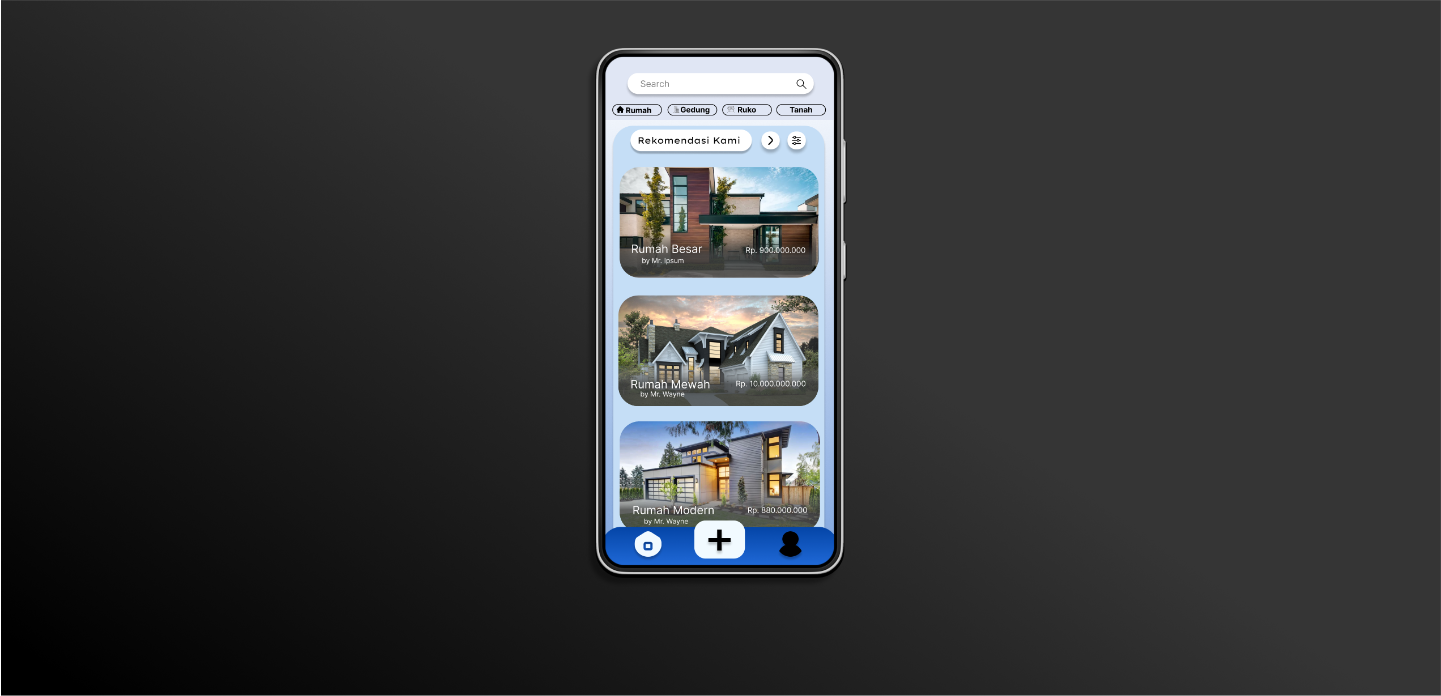 Search
Rumah Gedung Ruko Tanah
Rekomendasi Kami
Rumah Besar Rp. 900.000.000
by Mr. Ipsum
Rumah Mewah Rp. 10.000.000.000
by Mr. Wayne
Rumah Modern Rp. 880.000.000
by Mr. Wayne